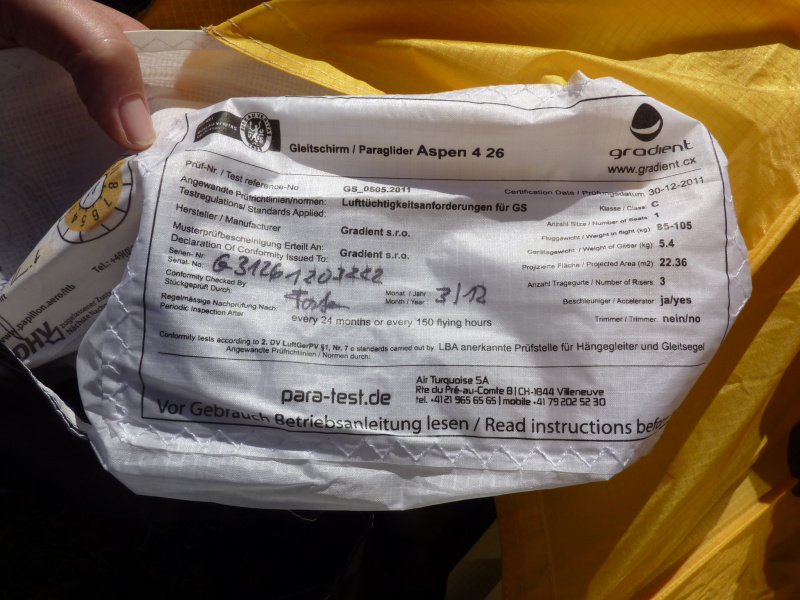 Gleitschirm / Paraglider Aspen 4 26
gradient
www.gradient.cx
Prüf-Nr. / Test reference-No GS_0505.2011
Certification Date / Prüfungsdatum: 30-12-2011
Angewandte Prüfrichtlinien/normen: Lufttüchtigkeitsanforderungen für GS
Testregulations/ Standards Applied:
Klasse / Class: C
Hersteller / Manufacturer Gradient s.r.o.
Anzahl Sitze / Number of Seats 1
Musterprüfbescheinigung Erteilt An: Gradient s.r.o.
Declaration Of Conformity Issued To:
Fluggewicht / Weight in flight (kg): 85-105
Gerätegewicht / Weight of Glider (kg): 5.4
Serien- Nr:
Serial- No:
Projizierte Fläche / Projected Area (m2): 22.36
Conformity Checked By
Stückgeprüft Durch:
Monat / Jahr
Month / Year 3/12
Anzahl Tragegurte / Number of Risers: 3
Regelmässige Nachprüfung Nach:
Periodic Inspection After every 24 months or every 150 flying hours
Beschleuniger / Accelerator: ja/yes
Trimmer / Trimmer: nein/no
Conformity tests according to 2. DV LuftGerPV §1, Nr. 7 c standards carried out by: LBA anerkannte Prüfstelle für Hängegleiter und Gleitsegel
Angewandte Prüfrichtlinien / Normen durch:
para-test.de
Air Turquoise SA
Rte du Pré-au-Comte 8 | CH-1844 Villeneuve
tel. +41 21 965 65 65 | mobile +41 79 202 52 30
Vor Gebrauch Betriebsanleitung lesen / Read instructions